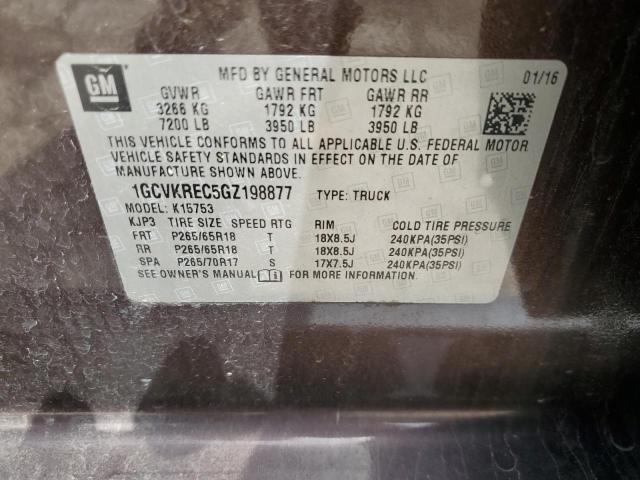 GM
MFD BY GENERAL MOTORS LLC 01/16
GVWR GAWR FRT GAWR RR
3266 KG 1792 KG 1792 KG
7200 LB 3950 LB 3950 LB
THIS VEHICLE CONFORMS TO ALL APPLICABLE U.S. FEDERAL MOTOR
VEHICLE SAFETY STANDARDS IN EFFECT ON THE DATE OF
MANUFACTURE SHOWN ABOVE.
1GCVKREC5GZ198877 TYPE: TRUCK
MODEL: K15753
KJP3 TIRE SIZE SPEED RTG RIM COLD TIRE PRESSURE
FRT P265/65R18 T 18X8.5J 240KPA(35PSI)
RR P265/65R18 T 18X8.5J 240KPA(35PSI)
SPA P265/70R17 S 17X7.5J 240KPA(35PSI)
SEE OWNER'S MANUAL FOR MORE INFORMATION.